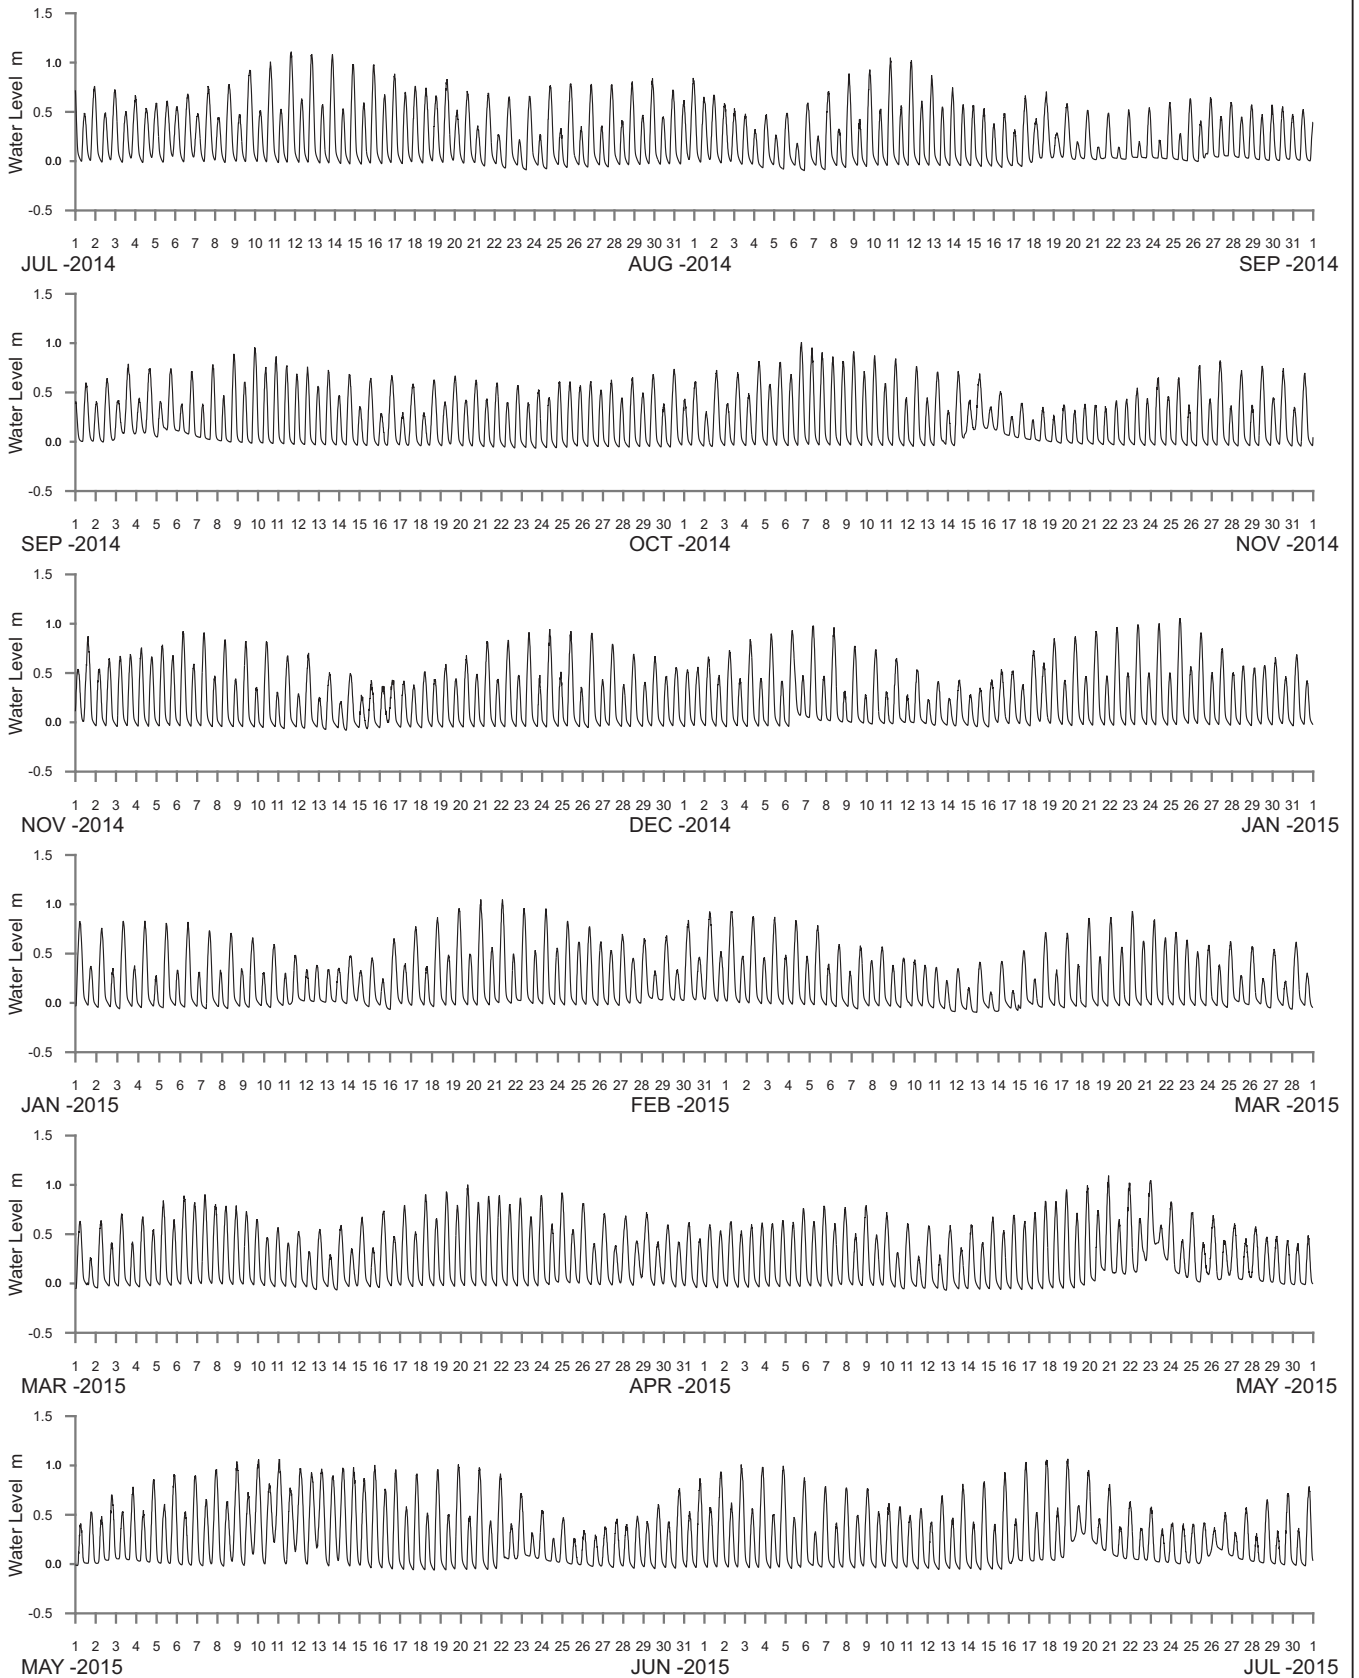 1.5
1.0
0.5
0.0
-0.5
Water Level m
1 2 3 4 5 6 7 8 9 10 11 12 13 14 15 16 17 18 19 20 21 22 23 24 25 26 27 28 29 30 31 1 2 3 4 5 6 7 8 9 10 11 12 13 14 15 16 17 18 19 20 21 22 23 24 25 26 27 28 29 30 31 1
JUL -2014 AUG -2014 SEP -2014
1.5
1.0
0.5
0.0
-0.5
Water Level m
1 2 3 4 5 6 7 8 9 10 11 12 13 14 15 16 17 18 19 20 21 22 23 24 25 26 27 28 29 30 1 2 3 4 5 6 7 8 9 10 11 12 13 14 15 16 17 18 19 20 21 22 23 24 25 26 27 28 29 30 31 1
SEP -2014 OCT -2014 NOV -2014
1.5
1.0
0.5
0.0
-0.5
Water Level m
1 2 3 4 5 6 7 8 9 10 11 12 13 14 15 16 17 18 19 20 21 22 23 24 25 26 27 28 29 30 1 2 3 4 5 6 7 8 9 10 11 12 13 14 15 16 17 18 19 20 21 22 23 24 25 26 27 28 29 30 31 1
NOV -2014 DEC -2014 JAN -2015
1.5
1.0
0.5
0.0
-0.5
Water Level m
1 2 3 4 5 6 7 8 9 10 11 12 13 14 15 16 17 18 19 20 21 22 23 24 25 26 27 28 29 30 31 1 2 3 4 5 6 7 8 9 10 11 12 13 14 15 16 17 18 19 20 21 22 23 24 25 26 27 28 1
JAN -2015 FEB -2015 MAR -2015
1.5
1.0
0.5
0.0
-0.5
Water Level m
1 2 3 4 5 6 7 8 9 10 11 12 13 14 15 16 17 18 19 20 21 22 23 24 25 26 27 28 29 30 31 1 2 3 4 5 6 7 8 9 10 11 12 13 14 15 16 17 18 19 20 21 22 23 24 25 26 27 28 29 30 1
MAR -2015 APR -2015 MAY -2015
1.5
1.0
0.5
0.0
-0.5
Water Level m
1 2 3 4 5 6 7 8 9 10 11 12 13 14 15 16 17 18 19 20 21 22 23 24 25 26 27 28 29 30 31 1 2 3 4 5 6 7 8 9 10 11 12 13 14 15 16 17 18 19 20 21 22 23 24 25 26 27 28 29 30 1
MAY -2015 JUN -2015 JUL -2015